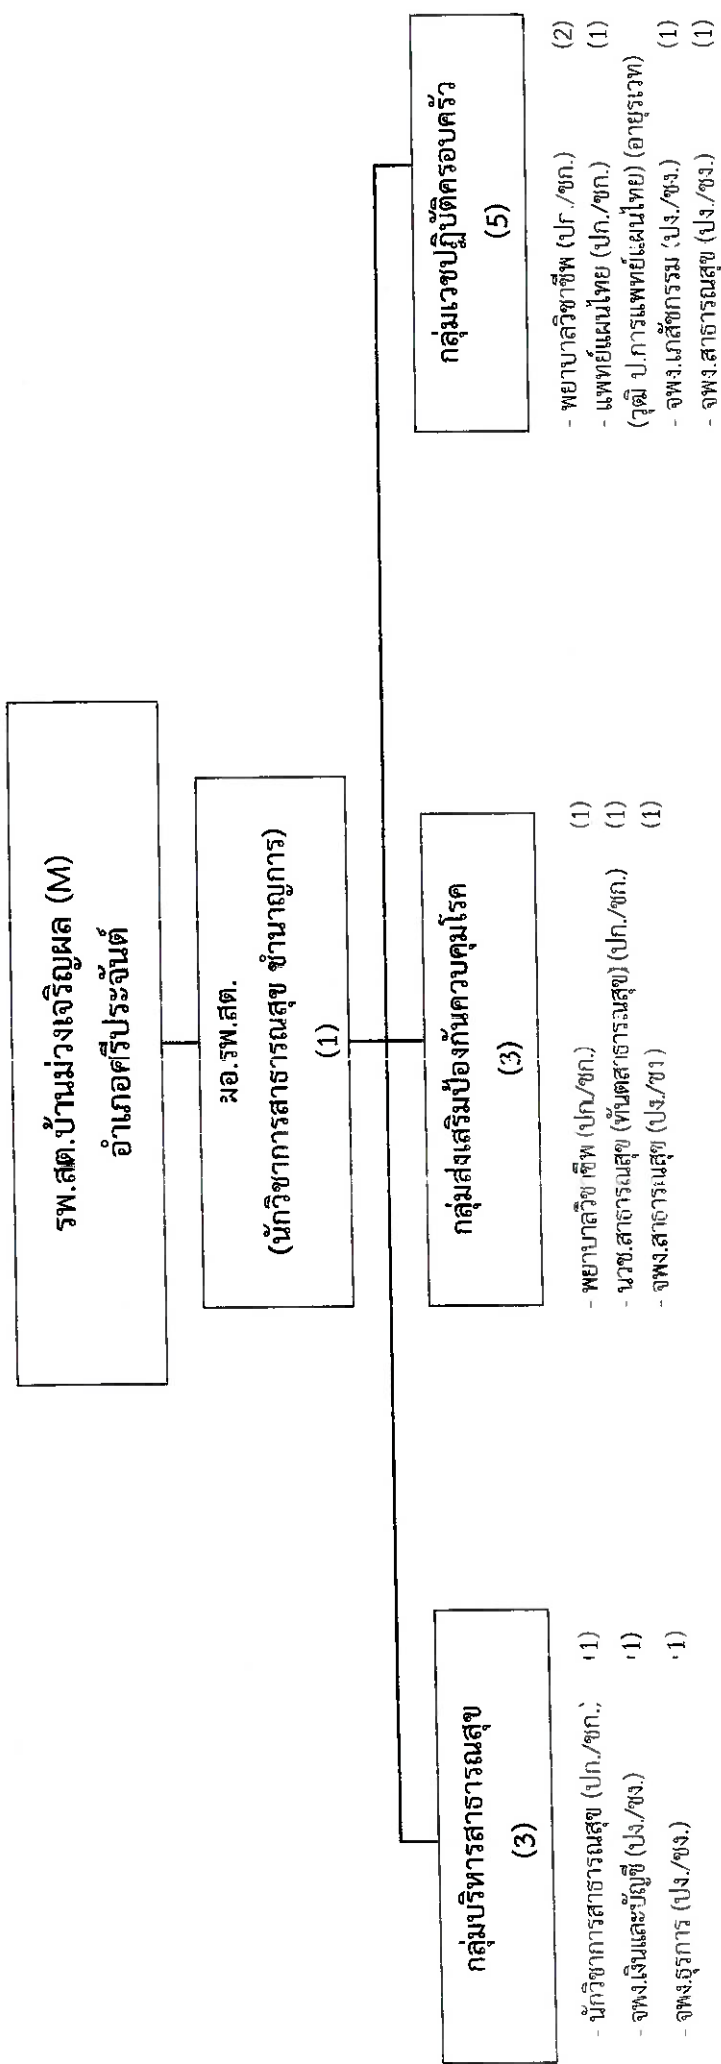 รพ.สต.บ้านม่วงเจริญผล (M)
อำเภอศรีประจันต์
ผอ.รพ.สต.
(นักวิชาการสาธารณสุข ชำนาญการ)
(1)
กลุ่มบริหารสาธารณสุข
(3)
- นักวิชาการสาธารณสุข (ปก./ชก.) (1)
- จพง.เงินและบัญชี (ปง./ชง.) (1)
- จพง.ธุรการ (ปง./ชง.) (1)
กลุ่มส่งเสริมป้องกันควบคุมโรค
(3)
- พยาบาลวิชาชีพ (ปก/ชก.) (1)
- นวช.สาธารณสุข (ทันตสาธารณสุข) (ปก./ชก.) (1)
- จพง.สาธารณสุข (ปง./ชง) (1)
กลุ่มเวชปฏิบัติครอบครัว
(5)
- พยาบาลวิชาชีพ (ปก./ชก.) (2)
- แพทย์แผนไทย (ปก./ชก.) (1)
(วุฒิ ป.การแพทย์แผนไทย) (อายุรเวท)
- จพง.เภสัชกรรม (ปง./ชง.) (1)
- จพง.สาธารณสุข (ปง./ชง.) (1)